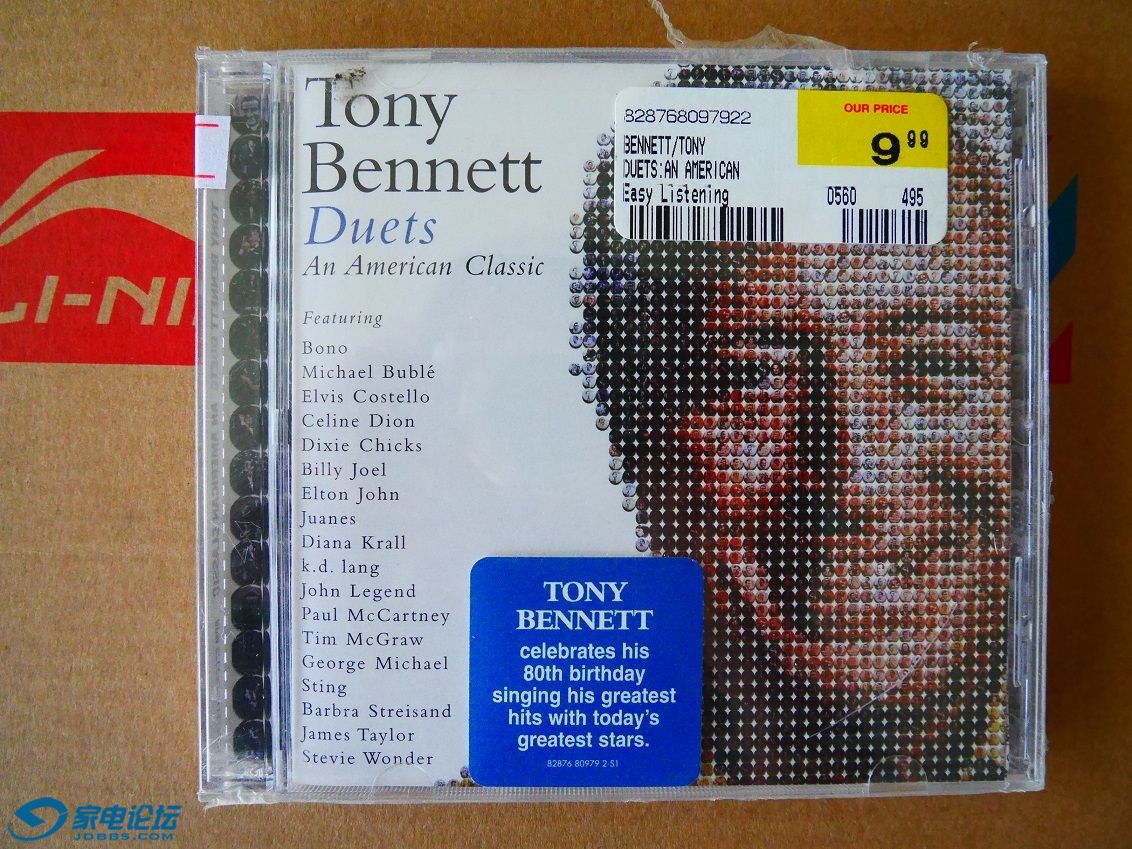 Tony
Bennett
Duets
An American Classic
Featuring
Bono
Michael Bublé
Elvis Costello
Celine Dion
Dixie Chicks
Billy Joel
Elton John
Juanes
Diana Krall
k.d. lang
John Legend
Paul McCartney
Tim McGraw
George Michael
Sting
Barbra Streisand
James Taylor
Stevie Wonder
828768097922
BENNETT/TONY
DUETS:AN AMERICAN
Easy Listening
OUR PRICE
9 99
0560 495
TONY
BENNETT
celebrates his
80th birthday
singing his greatest
hits with today's
greatest stars.
82876 80979 2 S1
LI-NI
家电论坛
JDBBS.COM